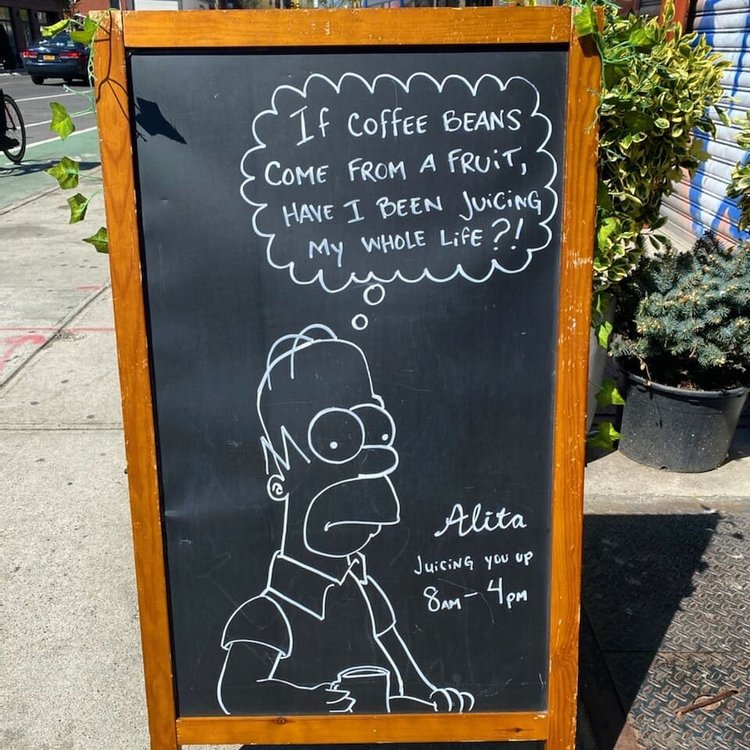 If Coffee BEANS
COME FROM A FRUiT,
HAVE I BEEN JUiCiNG
My WHOLE LiFE?!
Alita
JUiCiNG YOU UP
8AM - 4PM